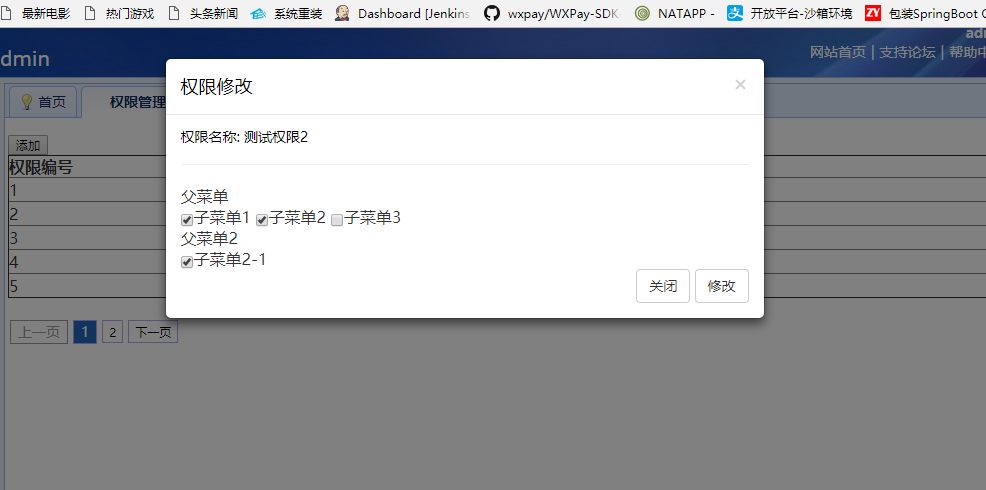 最新电影 热门游戏 头条新闻 系统重装 Dashboard [Jenkins wxpay/WXPay-SDK NATAPP - 开放平台-沙箱环境 ZY 包装SpringBoot
adr
dmin 网站首页 | 支持论坛 | 帮助中
首页 权限管理
权限修改 ×
权限名称: 测试权限2
添加
权限编号
1
2
3
4
5
父菜单
子菜单1 子菜单2 子菜单3
父菜单2
子菜单2-1
关闭 修改
上一页 1 2 下一页